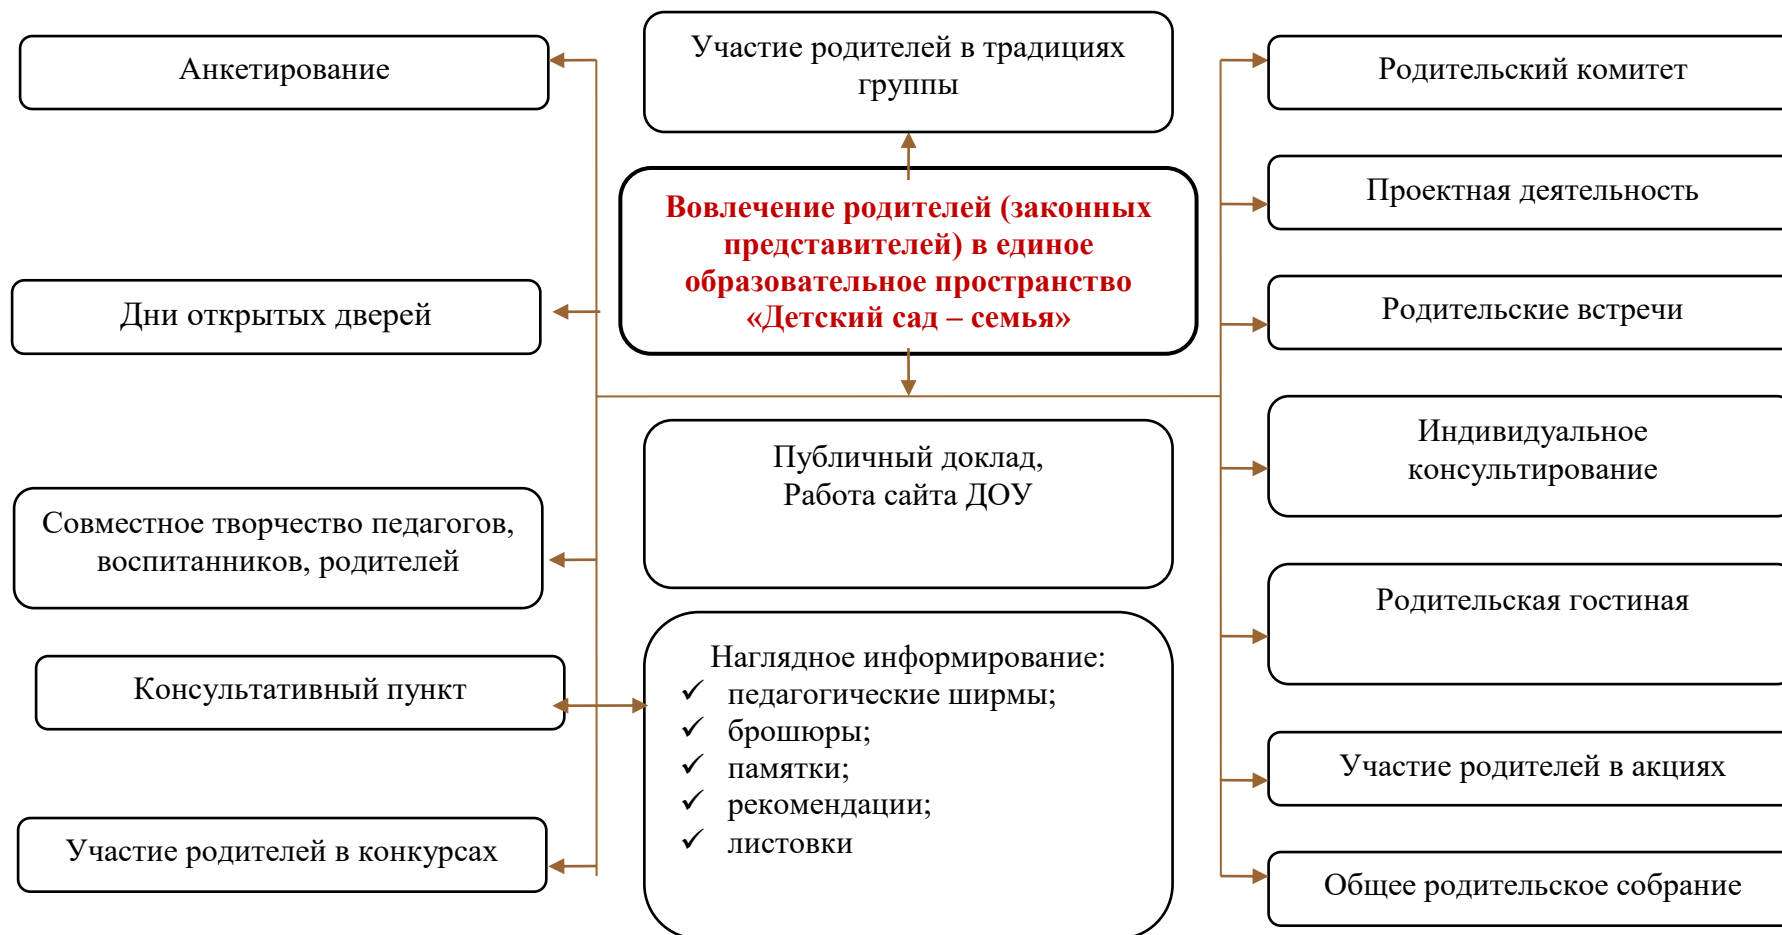 Анкетирование
Дни открытых дверей
Совместное творчество педагогов,
воспитанников, родителей
Консультативный пункт
Участие родителей в конкурсах
Участие родителей в традициях
группы
Вовлечение родителей (законных
представителей) в единое
образовательное пространство
«Детский сад – семья»
Публичный доклад,
Работа сайта ДОУ
Наглядное информирование:
✓ педагогические ширмы;
✓ брошюры;
✓ памятки;
✓ рекомендации;
✓ листовки
Родительский комитет
Проектная деятельность
Родительские встречи
Индивидуальное
консультирование
Родительская гостиная
Участие родителей в акциях
Общее родительское собрание